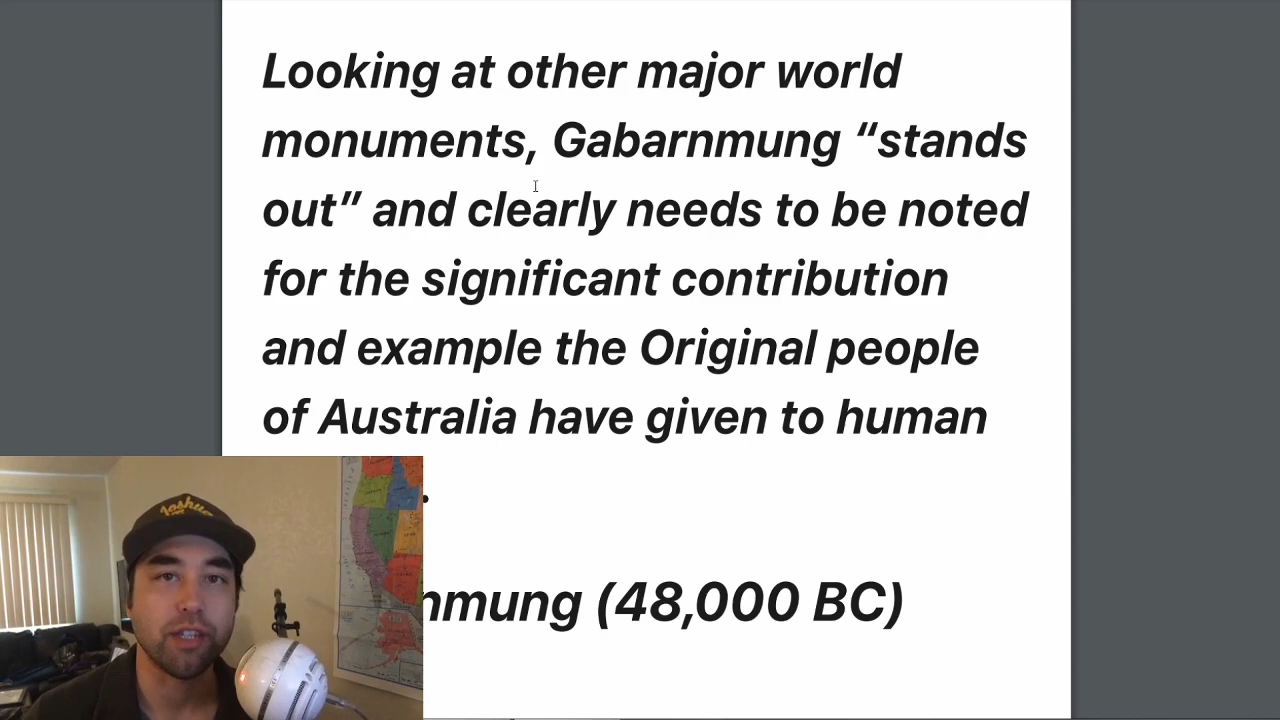 Looking at other major world
monuments, Gabarnmung “stands
out” and clearly needs to be noted
for the significant contribution
and example the Original people
of Australia have given to human
.
nmung (48,000 BC)
Joshua